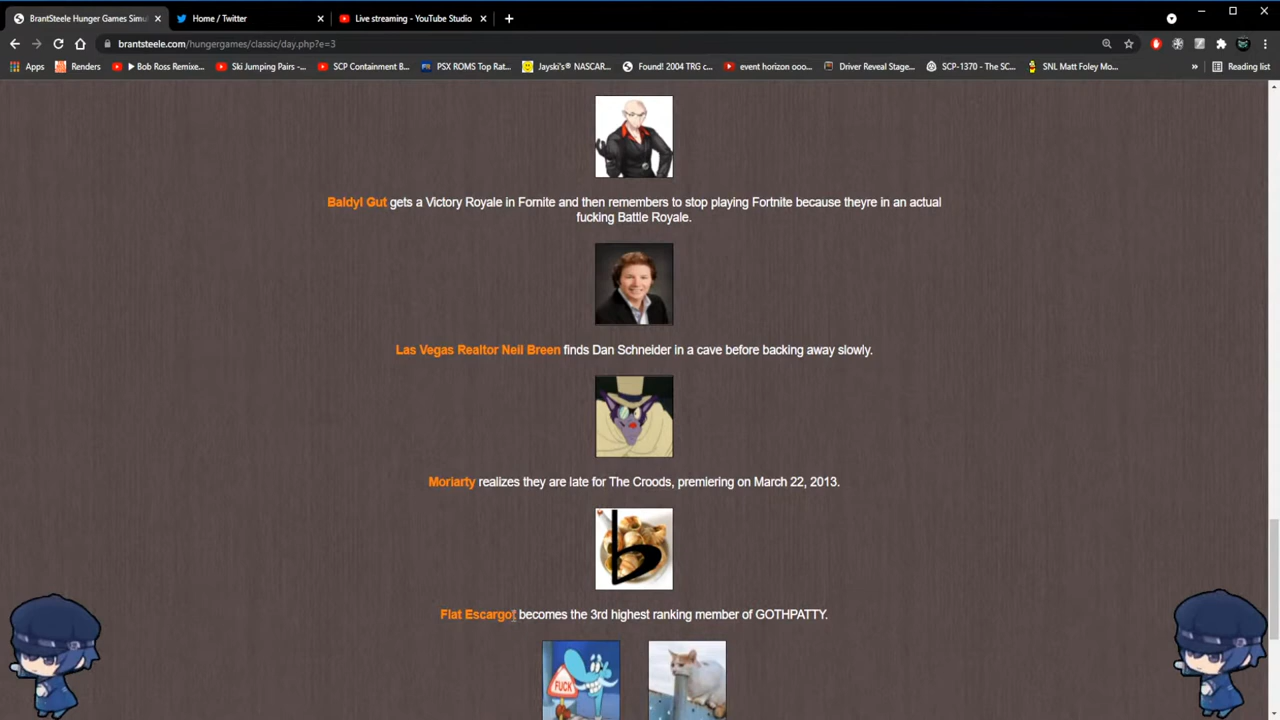 BrantSteele Hunger Games Simu
Home / Twitter
Live streaming - YouTube Studio
brantsteele.com/hungergames/classic/day.php?e=3
Apps
Renders
Bob Ross Remixe...
Ski Jumping Pairs -...
SCP Containment B...
PSX ROMS Top Rat...
Jayski's® NASCAR...
Found! 2004 TRG c...
event horizon ooo...
Driver Reveal Stage...
SCP-1370 - The SC...
SNL Matt Foley Mo...
»
Reading list
Baldyl Gut gets a Victory Royale in Fornite and then remembers to stop playing Fortnite because theyre in an actual
fucking Battle Royale.
Las Vegas Realtor Neil Breen finds Dan Schneider in a cave before backing away slowly.
Moriarty realizes they are late for The Croods, premiering on March 22, 2013.
b
Flat Escargot becomes the 3rd highest ranking member of GOTHPATTY.
FUCK